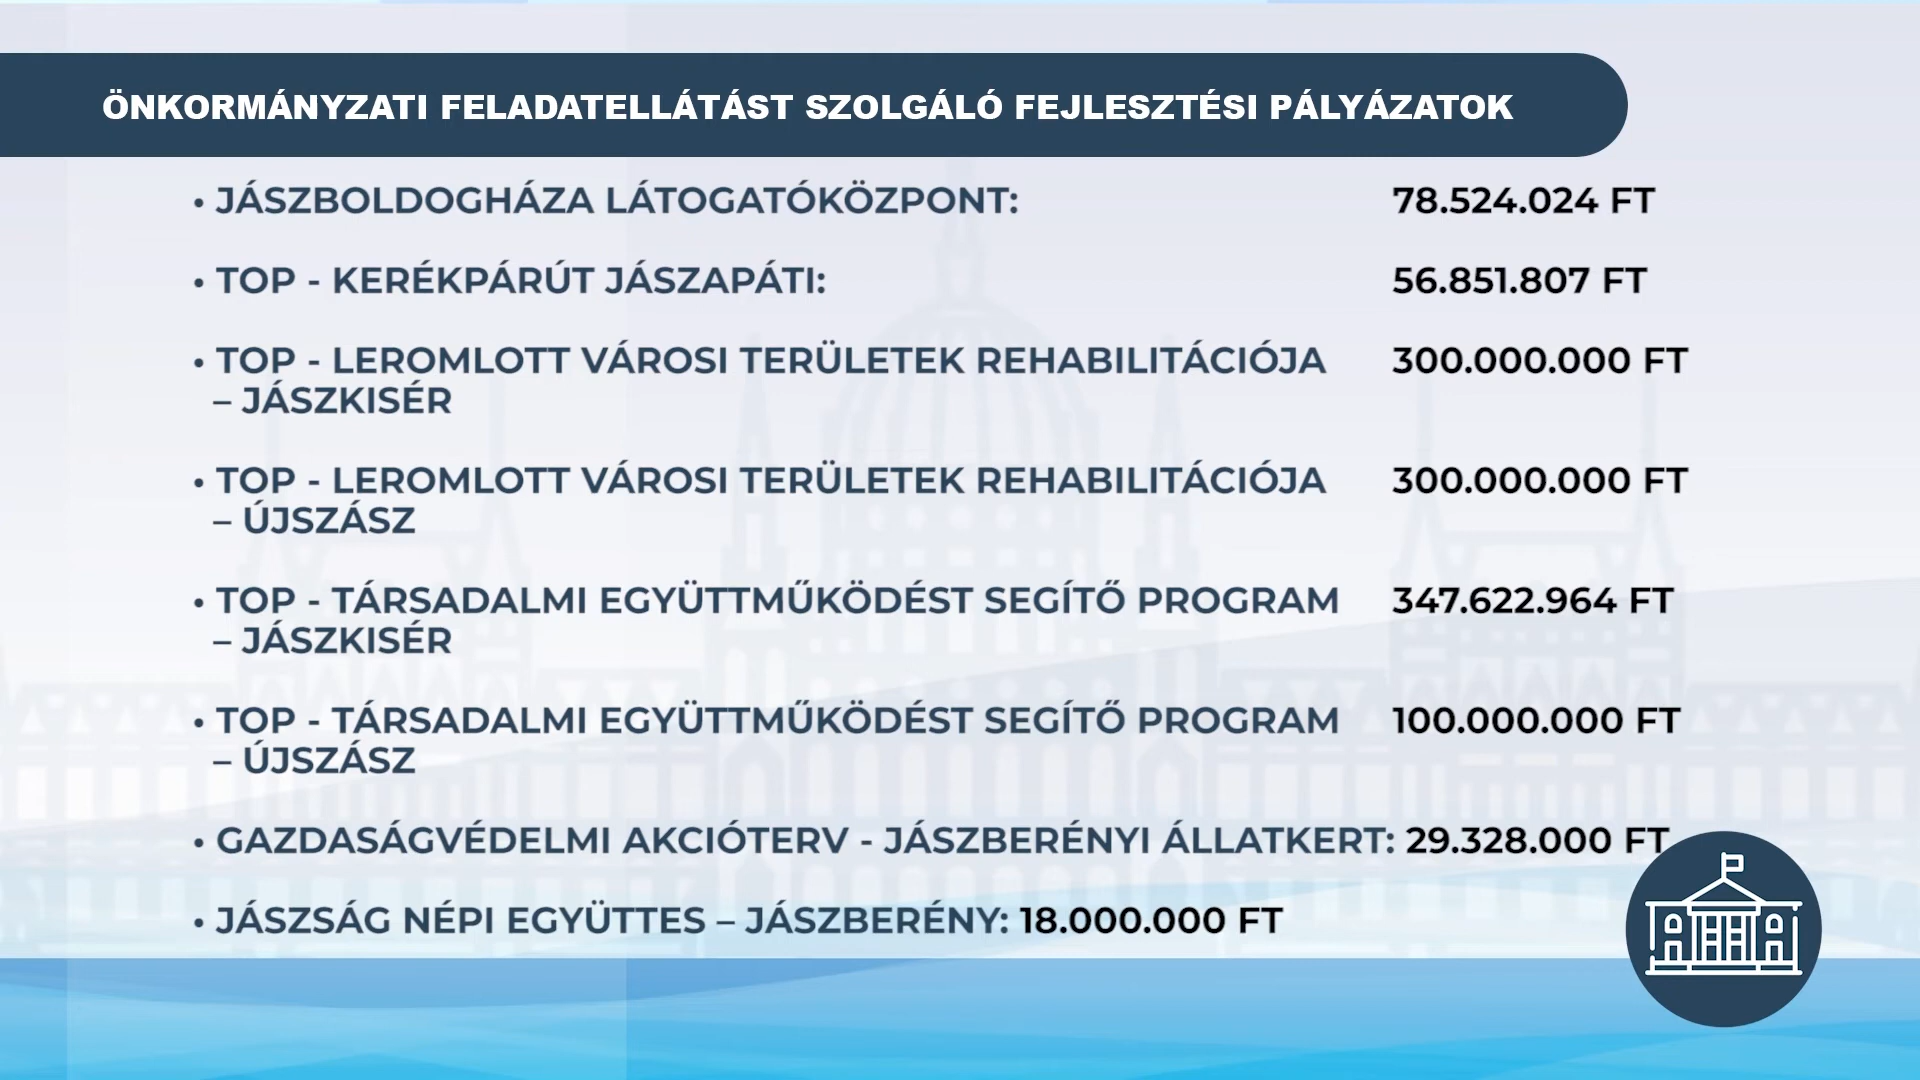 ÖNKORMÁNYZATI FELADATELLÁTÁST SZOLGÁLÓ FEJLESZTÉSI PÁLYÁZATOK
• JÁSZBOLDOGHÁZA LÁTOGATÓKÖZPONT: 78.524.024 FT
• TOP - KERÉKPÁRÚT JÁSZAPÁTI: 56.851.807 FT
• TOP - LEROMLOTT VÁROSI TERÜLETEK REHABILITÁCIÓJA 300.000.000 FT
– JÁSZKISÉR
• TOP - LEROMLOTT VÁROSI TERÜLETEK REHABILITÁCIÓJA 300.000.000 FT
– ÚJSZÁSZ
• TOP - TÁRSADALMI EGYÜTTMŰKÖDÉST SEGÍTŐ PROGRAM 347.622.964 FT
– JÁSZKISÉR
• TOP - TÁRSADALMI EGYÜTTMŰKÖDÉST SEGÍTŐ PROGRAM 100.000.000 FT
– ÚJSZÁSZ
• GAZDASÁGVÉDELMI AKCIÓTERV - JÁSZBERÉNYI ÁLLATKERT: 29.328.000 FT
• JÁSZSÁG NÉPI EGYÜTTES – JÁSZBERÉNY: 18.000.000 FT